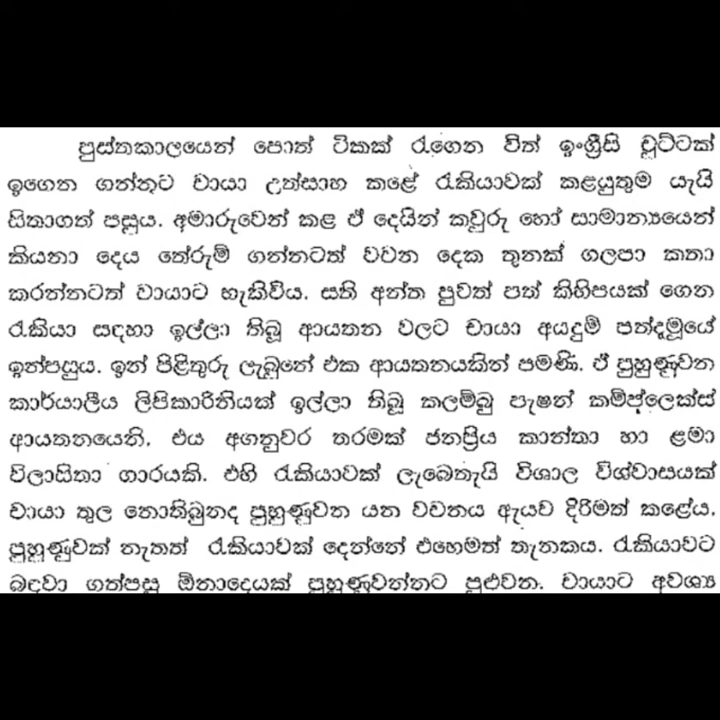 පුස්තකාලයෙන් පොත් ටිකක් රැගෙන විත් ඉංග්‍රීසි චුට්ටක්
ඉගෙන ගන්නට චායා උත්සාහ කළේ රැකියාවක් කළයුතුම යැයි
සිතාගත් පසුය. අමාරුවෙන් කළ ඒ දෙයින් කවුරු හෝ සාමාන්‍යයෙන්
කියනා දෙය තේරුම් ගන්නටත් වචන දෙක තුනක් ගලපා කතා
කරන්නටත් චායාට හැකිවිය. සති අන්ත පුවත් පත් කිහිපයක් ගෙන
රැකියා සඳහා ඉල්ලා තිබූ ආයතන වලට චායා අයදුම් පත්දැමූයේ
ඉන්පසුය. ඉන් පිළිතුරු ලැබුනේ එක ආයතනයකින් පමණි. ඒ පුහුණුවන
කාර්යාලීය ලිපිකාරිනියක් ඉල්ලා තිබූ කලම්බු පැෂන් කම්ප්ලෙක්ස්
ආයතනයෙනි. එය අගනුවර තරමක් ජනප්‍රිය කාන්තා හා ළමා
විලාසිතා ගාරයකි. එහි රැකියාවක් ලැබෙතැයි විශාල විශ්වාසයක්
චායා තුල නොතිබුනද පුහුණුවන යන වචනය ඇයව දිරිමත් කළේය.
පුහුණුවක් නැතත් රැකියාවක් දෙන්නේ එහෙමත් තැනකය. රැකියාවට
බඳවා ගත්පසු ඕනාදෙයක් පුහුණුවන්නට පුළුවන. චායාට අවශ්‍ය